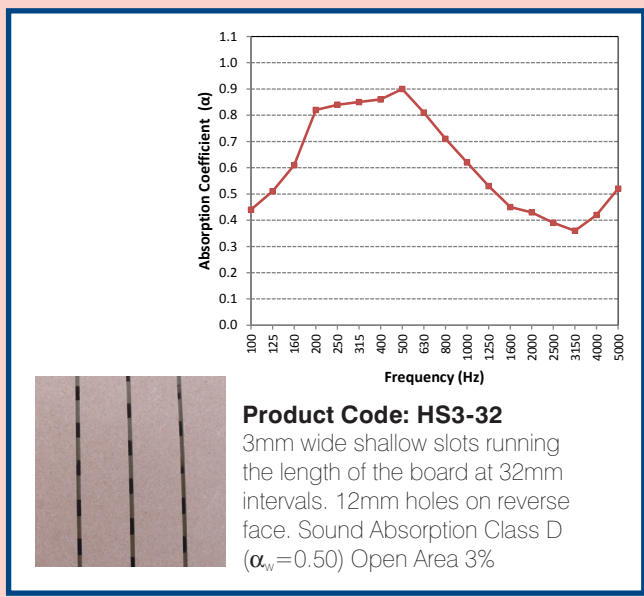 1.1
1.0
0.9
0.8
0.7
0.6
0.5
0.4
0.3
0.2
0.1
0.0
Absorption Coefficient (α)
100 125 160 200 250 315 400 500 630 800 1000 1250 1600 2000 2500 3150 4000 5000
Frequency (Hz)
Product Code: HS3-32
3mm wide shallow slots running
the length of the board at 32mm
intervals. 12mm holes on reverse
face. Sound Absorption Class D
(αw=0.50) Open Area 3%